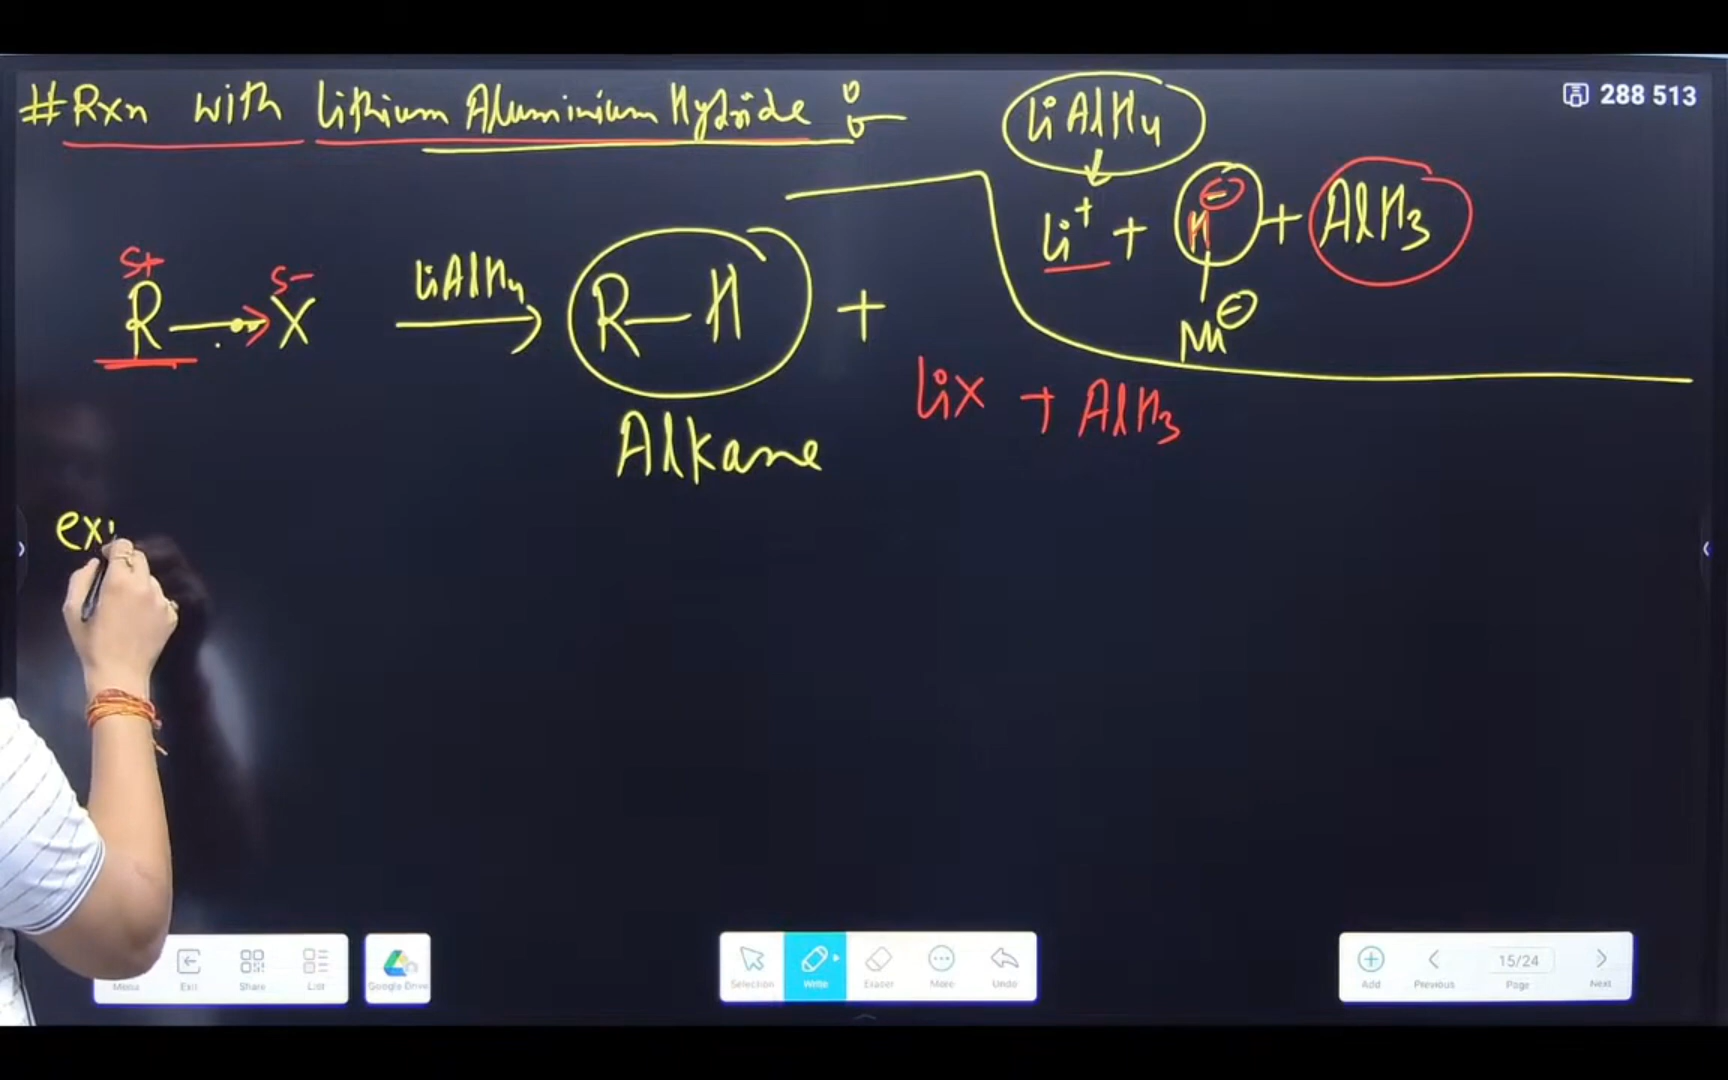 #Rxn with Lithium Aluminium Hydride :-
LiAlH4
288 513
Li+ + H⊖ + AlH3
Nu⊖
δ+ δ-
R—X LiAlH4 R—H +
LiX + AlH3
Alkane
ex:
Menu Exit Share List Google Drive Selection Write Eraser More Undo Add Previous 15/24 Page Next